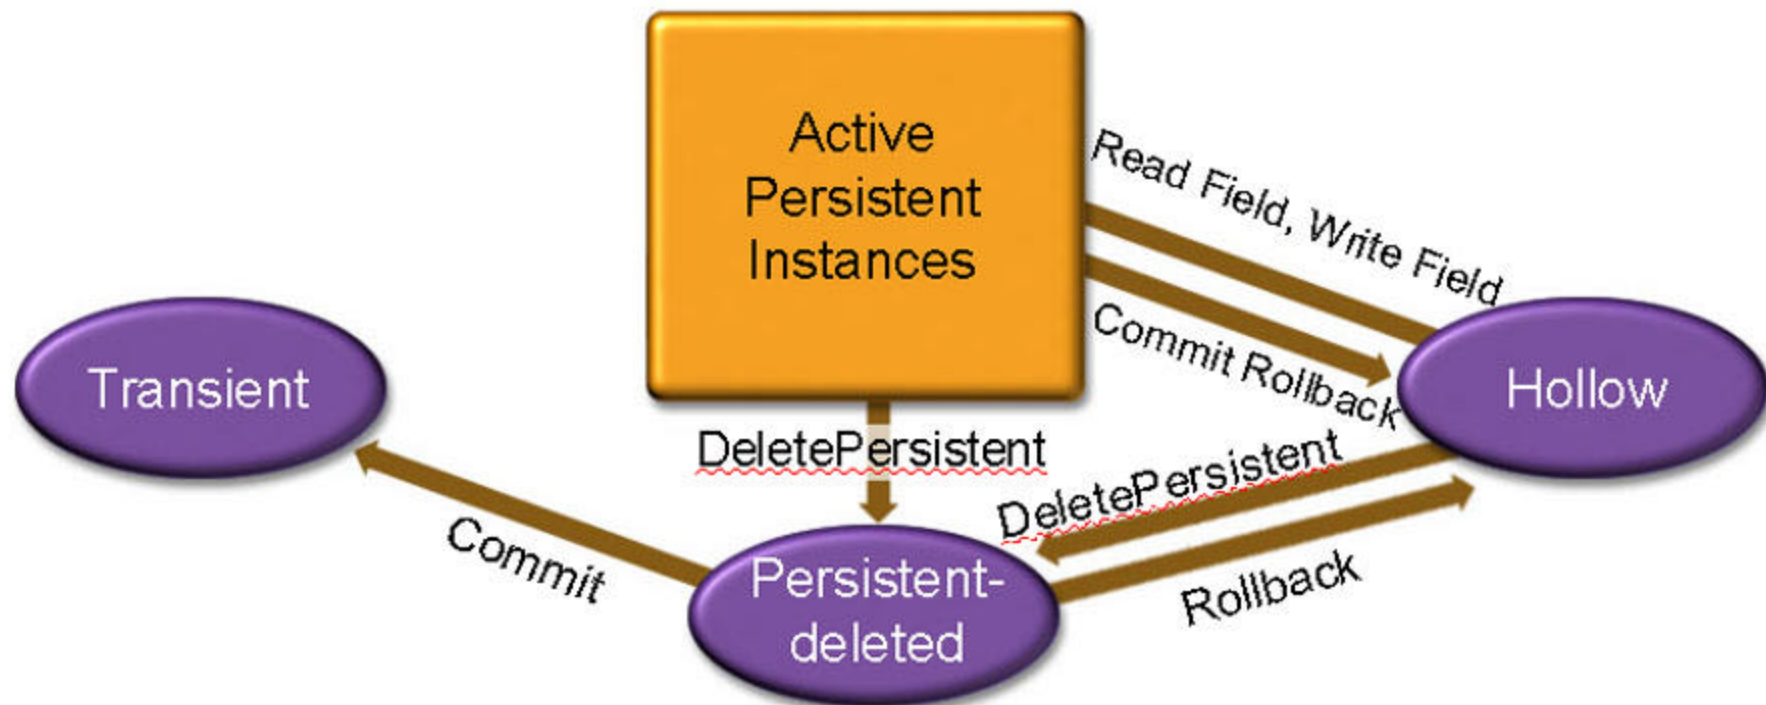 Active
Persistent
Instances
Read Field, Write Field
Commit Rollback
Transient
Hollow
DeletePersistent
DeletePersistent
Commit
Rollback
Persistent-
deleted